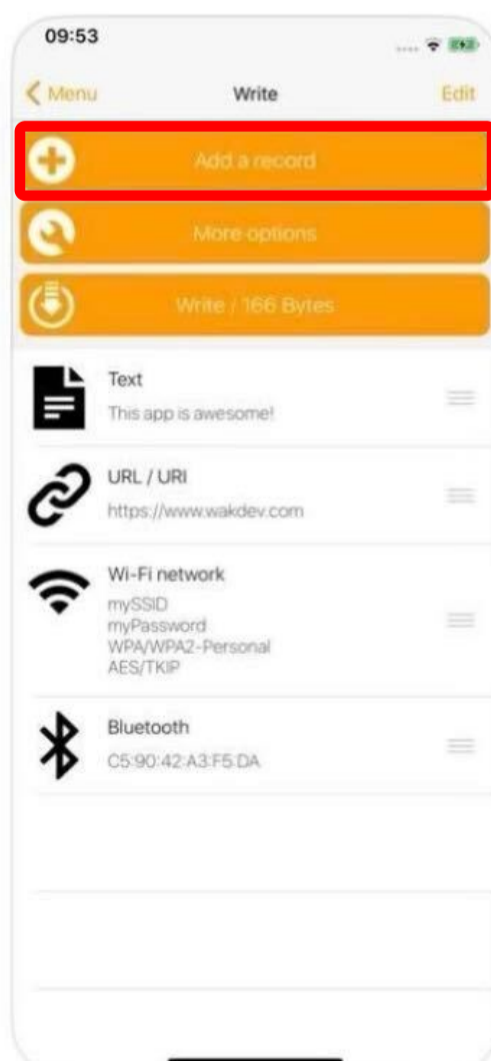 09:53
Menu
Write
Edit
Add a record
More options
Write / 166 Bytes
Text
This app is awesome!
URL / URI
https://www.wakdev.com
Wi-Fi network
mySSID
myPassword
WPA/WPA2-Personal
AES/TKIP
Bluetooth
C5:90:42:A3:F5:DA